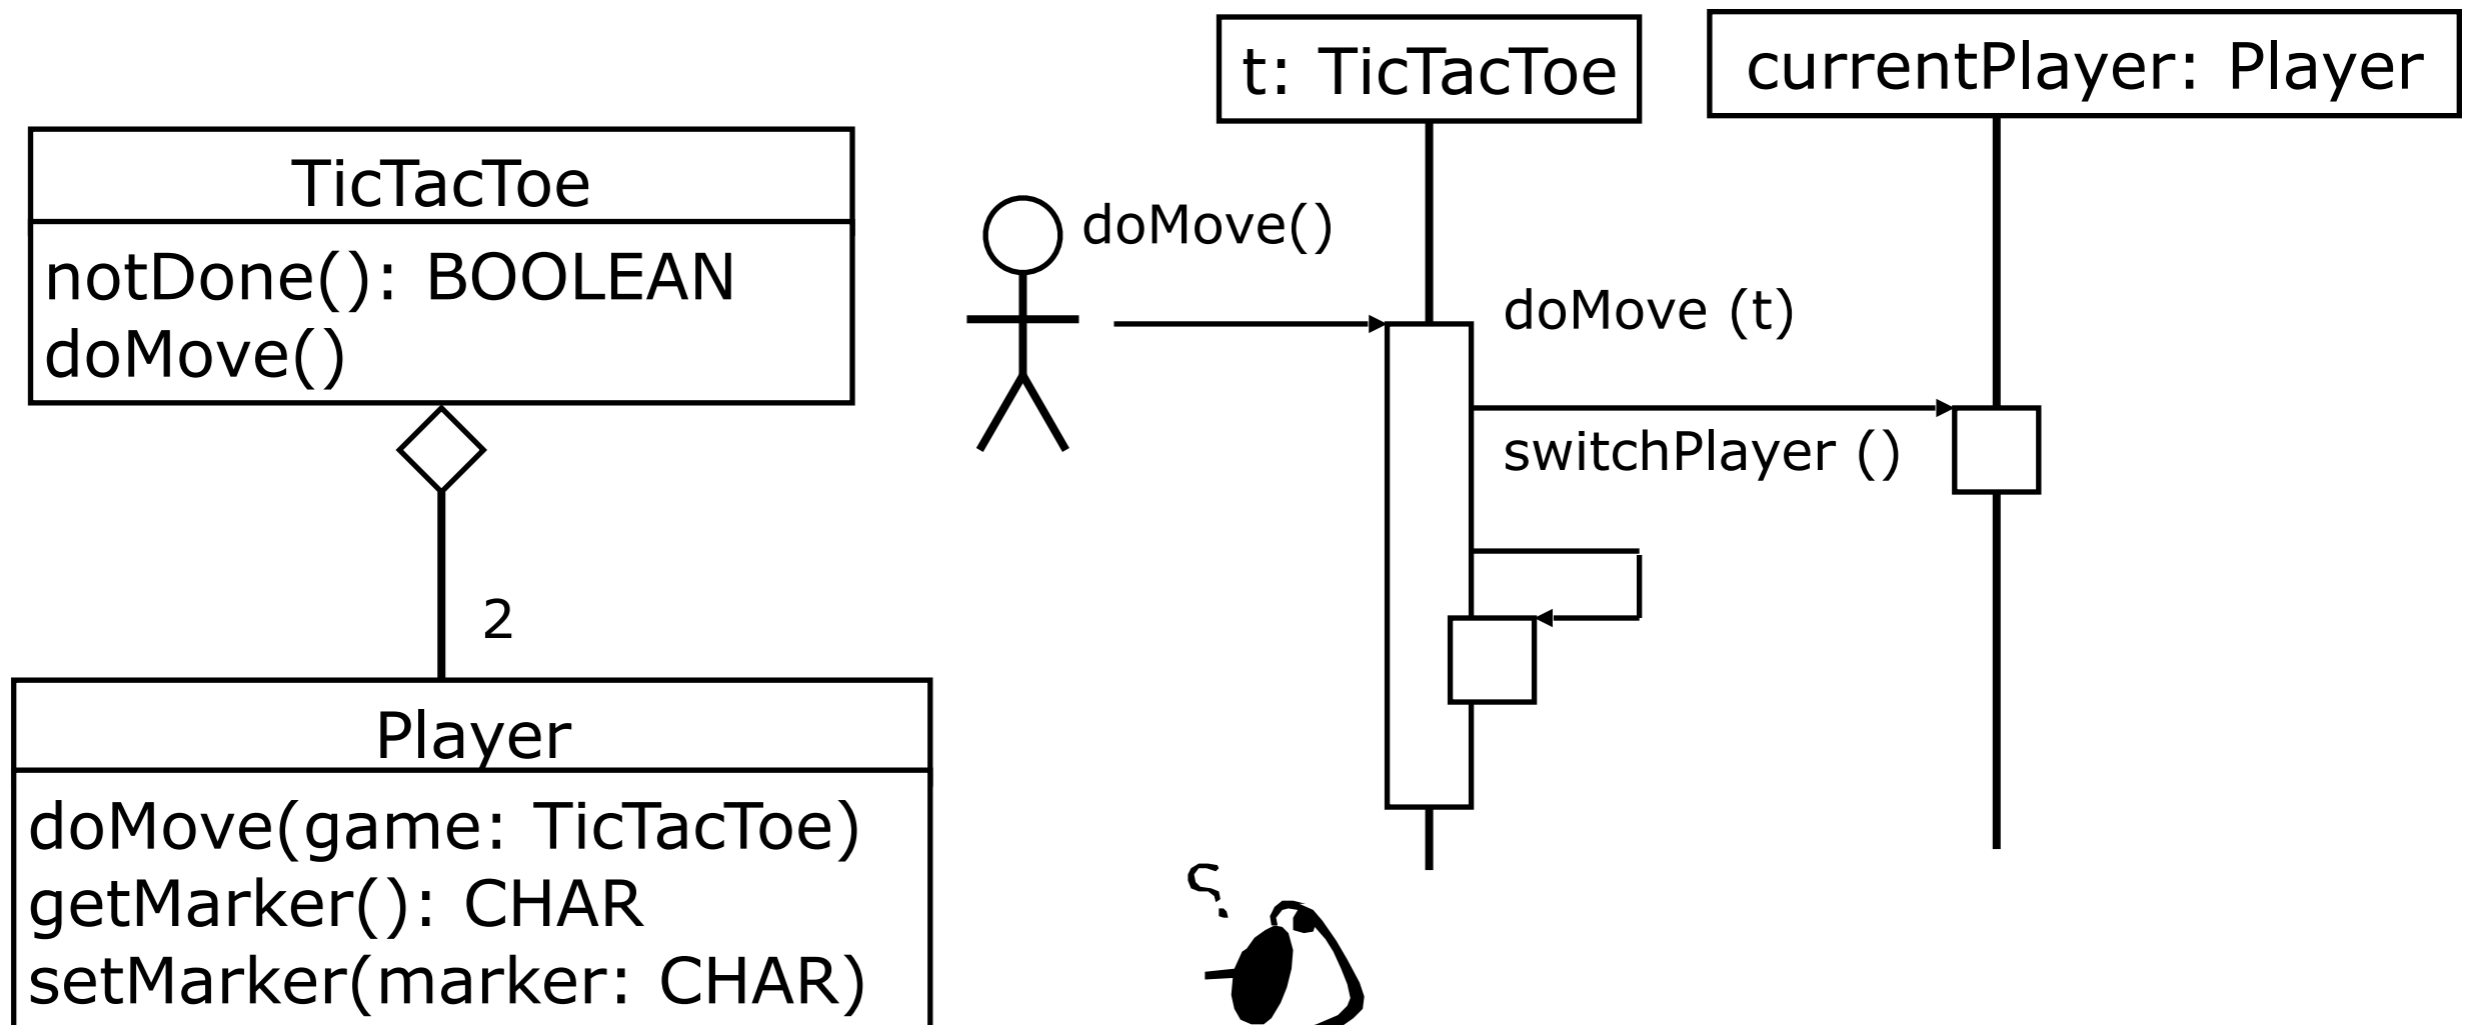 TicTacToe
notDone(): BOOLEAN
doMove()
2
Player
doMove(game: TicTacToe)
getMarker(): CHAR
setMarker(marker: CHAR)
t: TicTacToe
currentPlayer: Player
doMove()
doMove (t)
switchPlayer ()
?